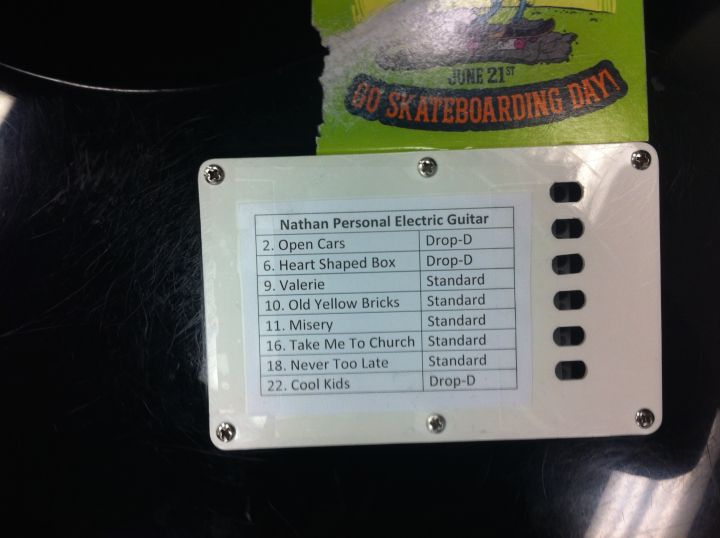 JUNE 21ST
GO SKATEBOARDING DAY!
Nathan Personal Electric Guitar
2. Open Cars Drop-D
6. Heart Shaped Box Drop-D
9. Valerie Standard
10. Old Yellow Bricks Standard
11. Misery Standard
16. Take Me To Church Standard
18. Never Too Late Standard
22. Cool Kids Drop-D